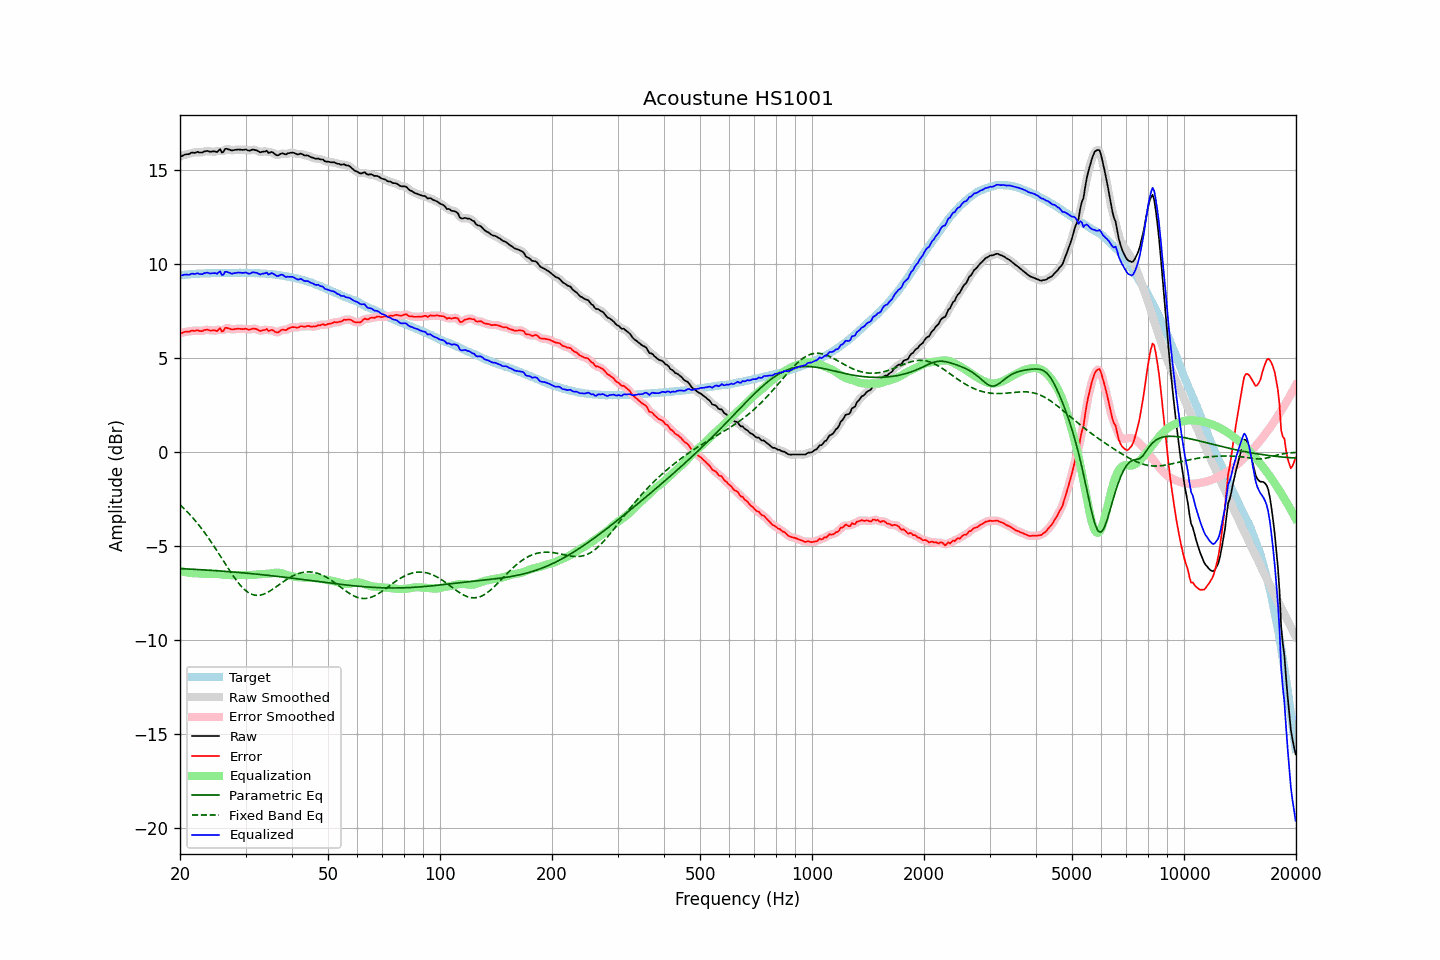 Acoustune HS1001
Amplitude (dBr)
15
10
5
0
−5
−10
−15
−20
Target
Raw Smoothed
Error Smoothed
Raw
Error
Equalization
Parametric Eq
Fixed Band Eq
Equalized
20 50 100 200 500 1000 2000 5000 10000 20000
Frequency (Hz)